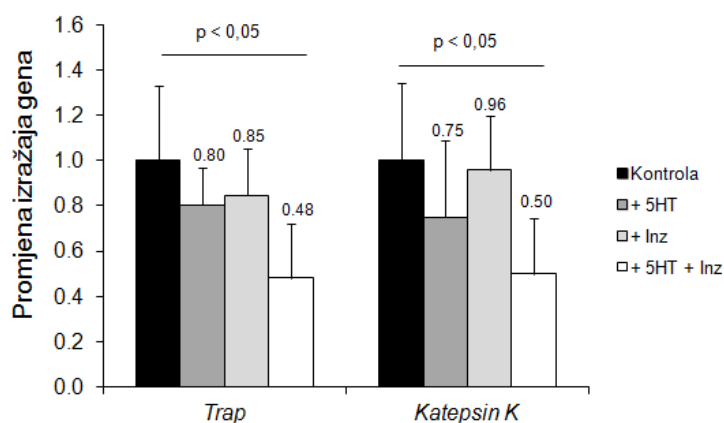 Promjena izražaja gena
1.6
1.4
1.2
1.0
0.8
0.6
0.4
0.2
0.0
p < 0,05
p < 0,05
0.80
0.85
0.48
0.75
0.96
0.50
Trap
Katepsin K
Kontrola
+ 5HT
+ Inz
+ 5HT + Inz